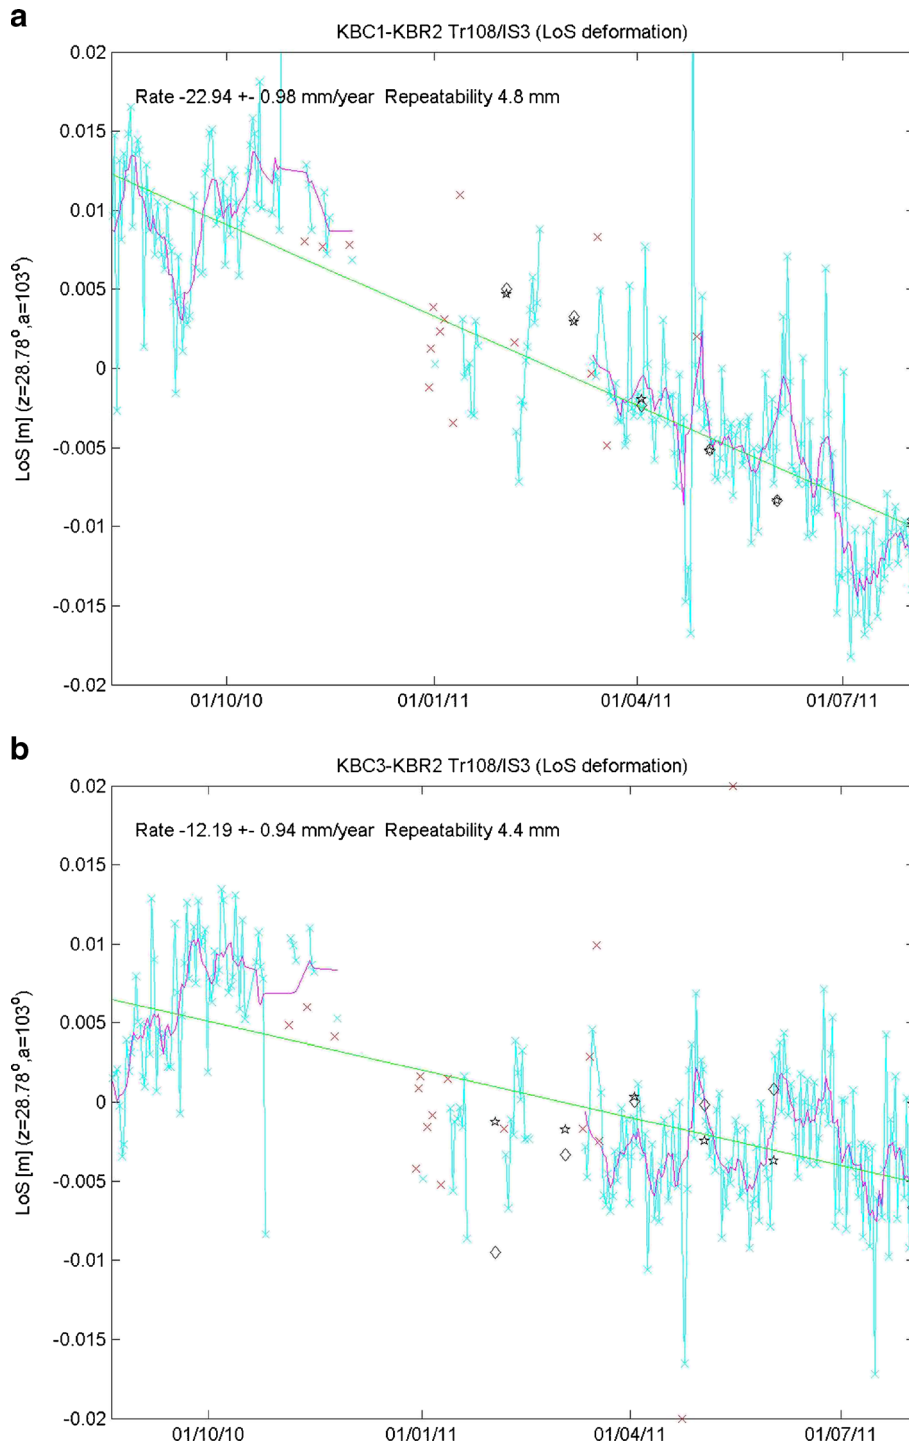 a
KBC1-KBR2 Tr108/IS3 (LoS deformation)
Rate -22.94 +- 0.98 mm/year Repeatability 4.8 mm
LoS [m] (z=28.78º,a=103º)
0.02
0.015
0.01
0.005
0
-0.005
-0.01
-0.015
-0.02
01/10/10 01/01/11 01/04/11 01/07/11
b
KBC3-KBR2 Tr108/IS3 (LoS deformation)
Rate -12.19 +- 0.94 mm/year Repeatability 4.4 mm
LoS [m] (z=28.78º,a=103º)
0.02
0.015
0.01
0.005
0
-0.005
-0.01
-0.015
-0.02
01/10/10 01/01/11 01/04/11 01/07/11